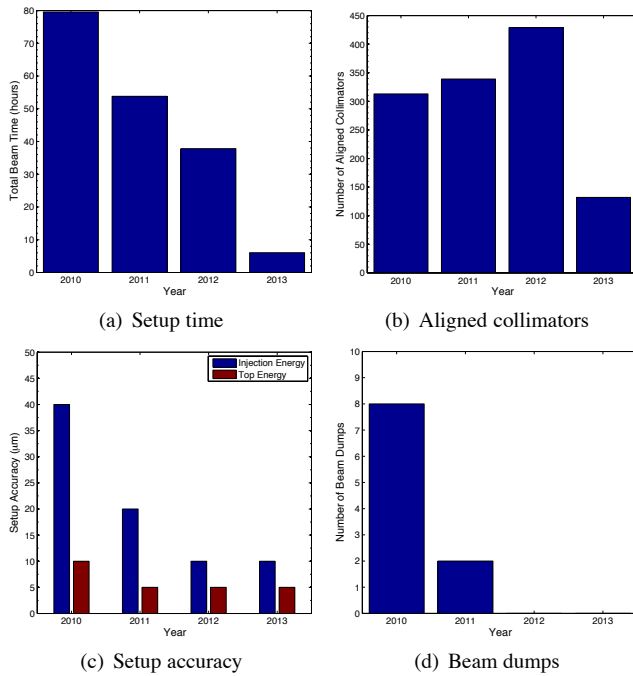 80
70
60
50
40
30
20
10
0
Total Beam Time (hours)
2010 2011 2012 2013
Year
(a) Setup time
450
400
350
300
250
200
150
100
50
0
Number of Aligned Collimators
2010 2011 2012 2013
Year
(b) Aligned collimators
50
45
40
35
30
25
20
15
10
5
0
Setup Accuracy (μm)
Injection Energy
Top Energy
2010 2011 2012 2013
Year
(c) Setup accuracy
10
9
8
7
6
5
4
3
2
1
0
Number of Beam Dumps
2010 2011 2012 2013
Year
(d) Beam dumps